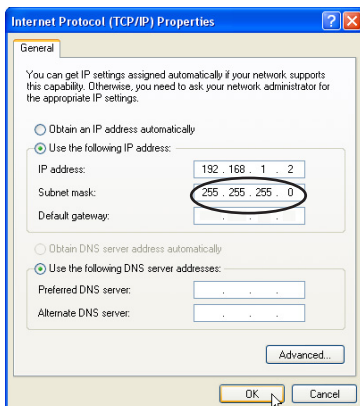 Internet Protocol (TCP/IP) Properties
General
You can get IP settings assigned automatically if your network supports
this capability. Otherwise, you need to ask your network administrator for
the appropriate IP settings.
Obtain an IP address automatically
Use the following IP address:
IP address: 192 . 168 . 1 . 2
Subnet mask: 255 . 255 . 255 . 0
Default gateway: . . .
Obtain DNS server address automatically
Use the following DNS server addresses:
Preferred DNS server: . . .
Alternate DNS server: . . .
Advanced...
OK Cancel